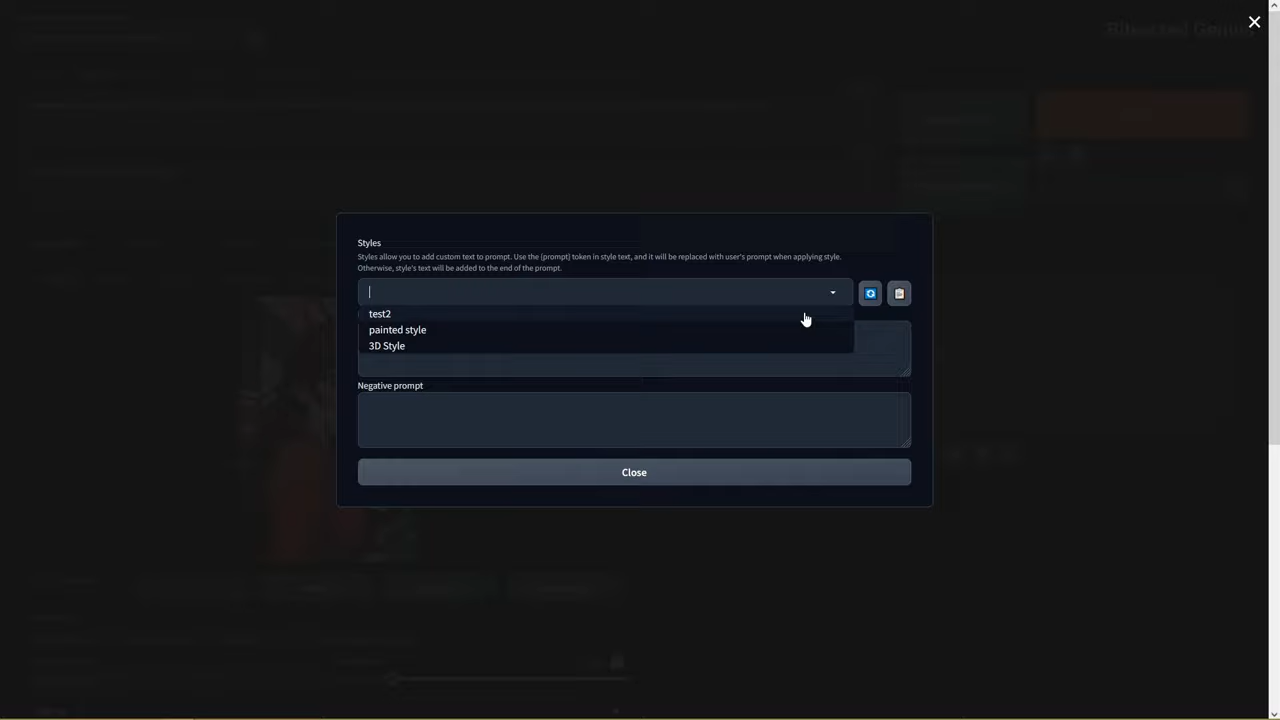 Styles
Styles allow you to add custom text to prompt. Use the {prompt} token in style text, and it will be replaced with user's prompt when applying style.
Otherwise, style's text will be added to the end of the prompt.
test2
painted style
3D Style
Negative prompt
Close